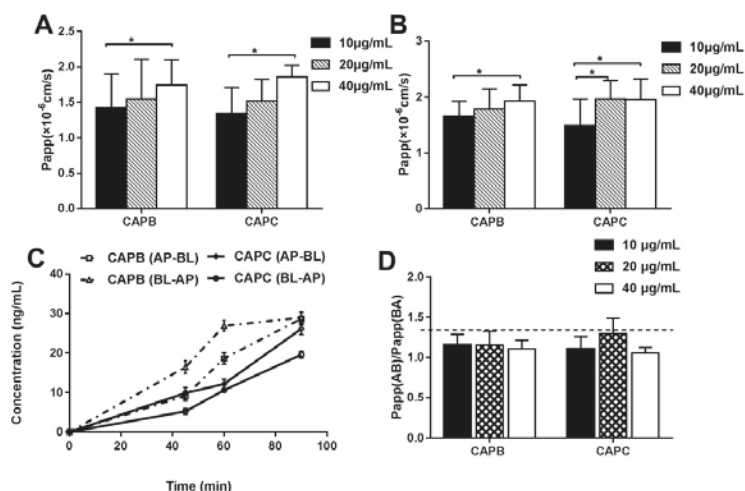 A
*
*
10µg/mL
20µg/mL
40µg/mL
Papp(×10⁻⁶cm/s)
2.5
2.0
1.5
1.0
0.5
0.0
CAPB
CAPC
B
*
*
*
10µg/mL
20µg/mL
40µg/mL
Papp(×10⁻⁶cm/s)
3
2
1
0
CAPB
CAPC
C
CAPB (AP-BL)
CAPC (AP-BL)
CAPB (BL-AP)
CAPC (BL-AP)
Concentration (ng/mL)
40
30
20
10
0
0
20
40
60
80
100
Time (min)
D
10 µg/mL
20 µg/mL
40 µg/mL
Papp(AB)/Papp(BA)
2.0
1.5
1.0
0.5
0.0
CAPB
CAPC